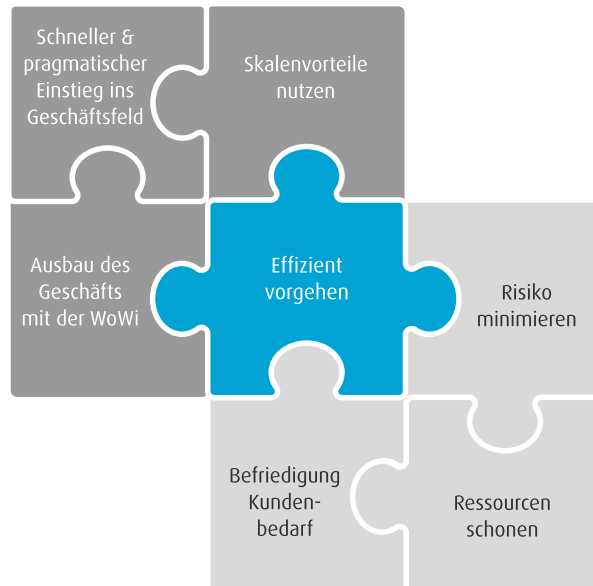 Schneller &
pragmatischer
Einstieg ins
Geschäftsfeld
Skalenvorteile
nutzen
Ausbau des
Geschäfts
mit der WoWi
Effizient
vorgehen
Risiko
minimieren
Befriedigung
Kunden-
bedarf
Ressourcen
schonen